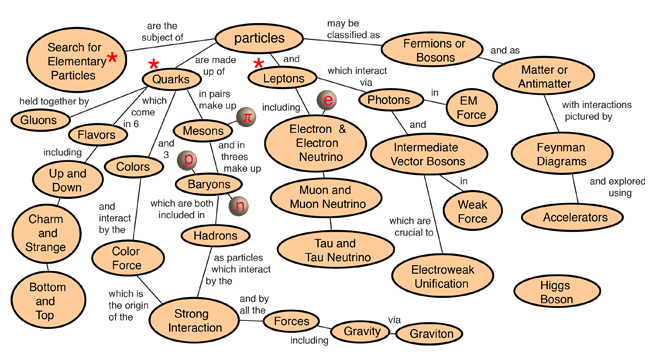 are the
subject of
particles
may be
classified as
Search for
Elementary
Particles
*
*
Quarks
are made
up of
*
and
Leptons
Fermions or
Bosons
and as
Matter or
Antimatter
which interact
via
Photons
in
EM
Force
with interactions
pictured by
held together by
Gluons
which
come
in 6
in pairs
make up
Mesons
π
including
e
Flavors
Electron &
Electron
Neutrino
and
Intermediate
Vector Bosons
Feynman
Diagrams
including
Colors
and
3
p
and in
threes
make up
Up and
Down
Baryons
n
Muon and
Muon Neutrino
in
Weak
Force
and explored
using
Accelerators
which are both
included in
Charm
and
Strange
and
interact
by the
Hadrons
which are
crucial to
Tau and
Tau Neutrino
Color
Force
as particles
which interact
by the
Electroweak
Unification
Higgs
Boson
Bottom
and
Top
which is
the origin
of the
Strong
Interaction
and by
all the
Forces
including
Gravity
via
Graviton